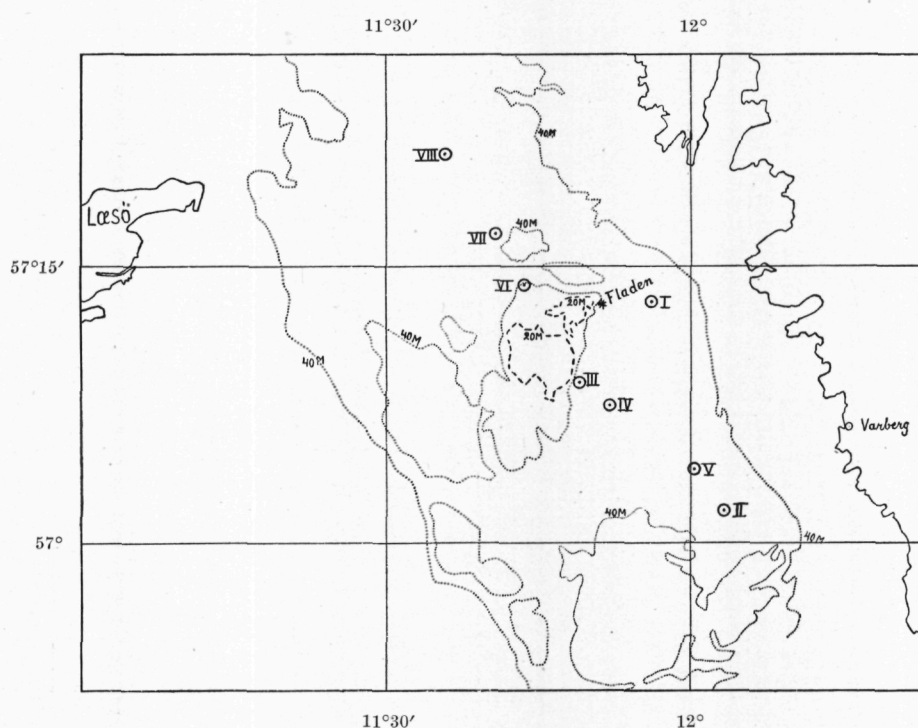 11°30′ 12°
40M
VIII
Læsö
VII 40M
57°15′
VI 20M Fladen I
40M 40M 20M
III
IV
Varberg
V
40M II
57° 40M
11°30′ 12°